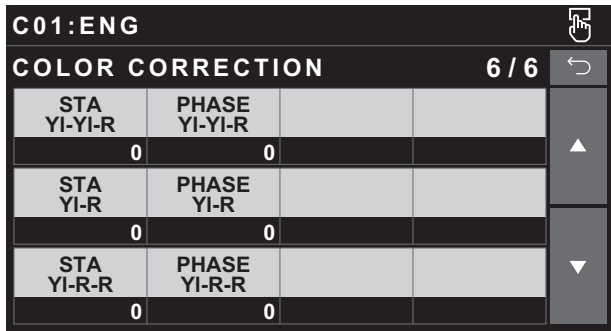 C01:ENG
COLOR CORRECTION 6/6
STA PHASE
YI-YI-R YI-YI-R
0 0
STA PHASE
YI-R YI-R
0 0
STA PHASE
YI-R-R YI-R-R
0 0